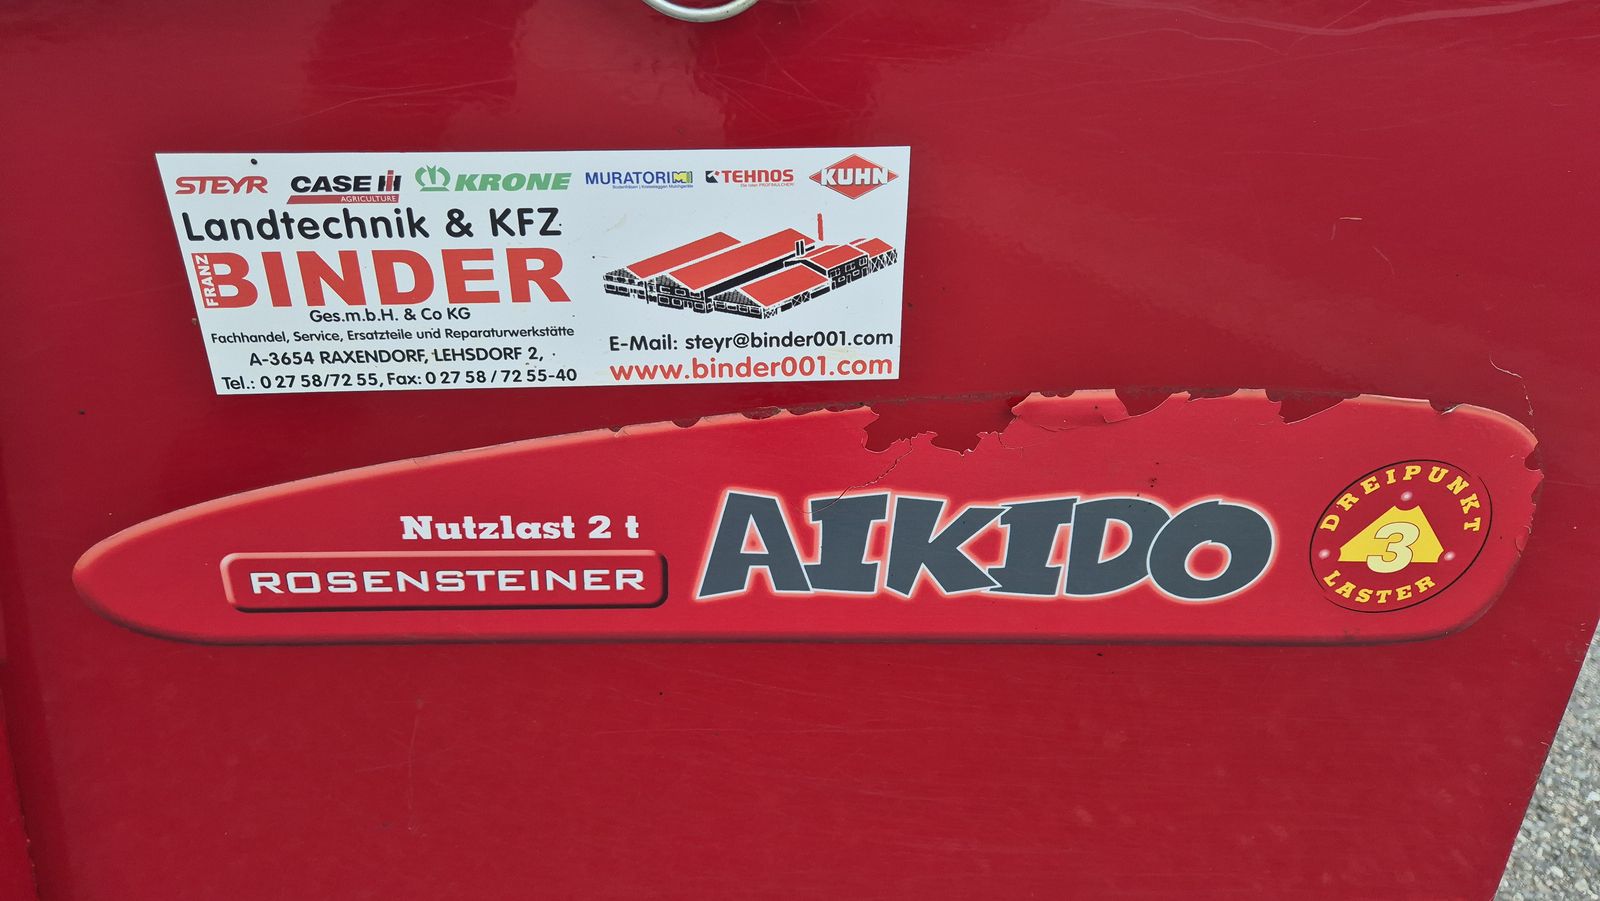 STEYR CASE IH AGRICULTURE KRONE MURATORI M TEHNOS KUHN
Landtechnik & KFZ
FRANZ BINDER
Ges.m.b.H. & Co KG
Fachhandel, Service, Ersatzteile und Reparaturwerkstätte
A-3654 RAXENDORF, LEHSDORF 2,
Tel.: 0 27 58/72 55, Fax: 0 27 58 / 72 55-40
E-Mail: steyr@binder001.com
www.binder001.com
Nutzlast 2 t
ROSENSTEINER
AIKIDO
DREIPUNKT
3
LASTER